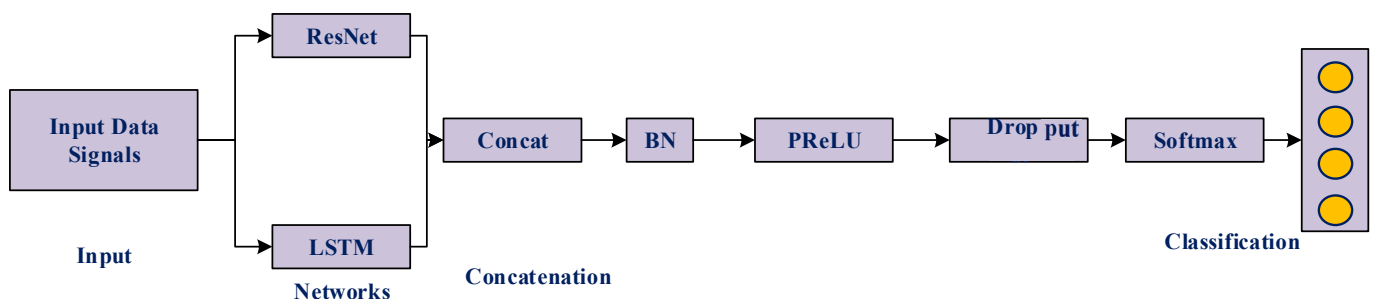 ResNet
Input Data
Signals
Concat
BN
PReLU
Drop put
Softmax
LSTM
Input
Networks
Concatenation
Classification